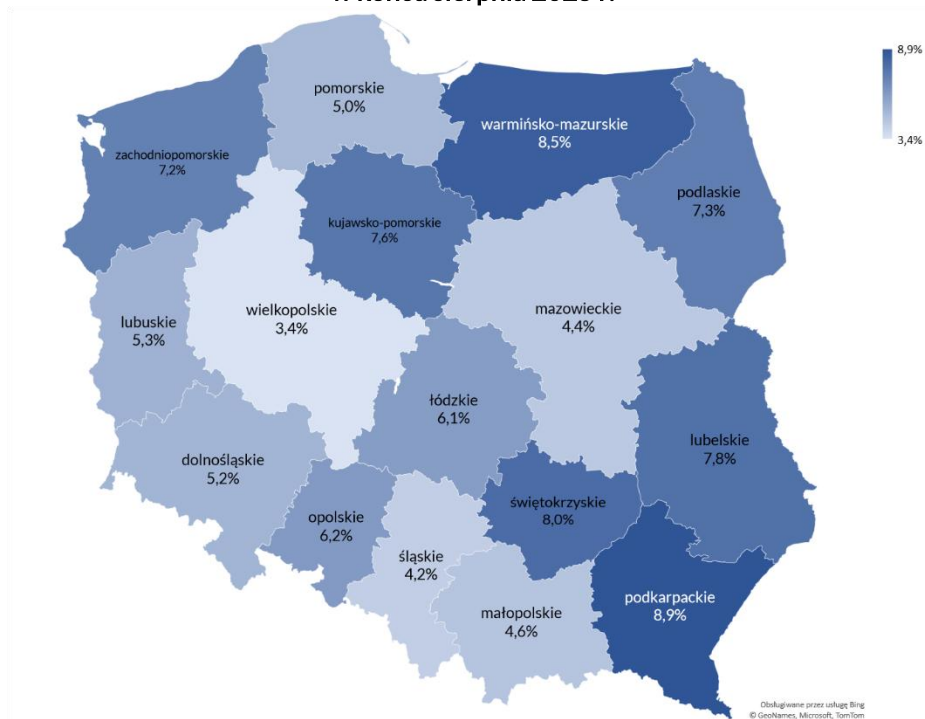 8,9%
3,4%
pomorskie
5,0%
warmińsko-mazurskie
8,5%
zachodniopomorskie
7,2%
podlaskie
7,3%
kujawsko-pomorskie
7,6%
wielkopolskie
3,4%
mazowieckie
4,4%
lubuskie
5,3%
łódzkie
6,1%
lubelskie
7,8%
dolnośląskie
5,2%
świętokrzyskie
8,0%
opolskie
6,2%
śląskie
4,2%
podkarpackie
8,9%
małopolskie
4,6%
Obsługiwane przez usługę Bing
© GeoNames, Microsoft, TomTom